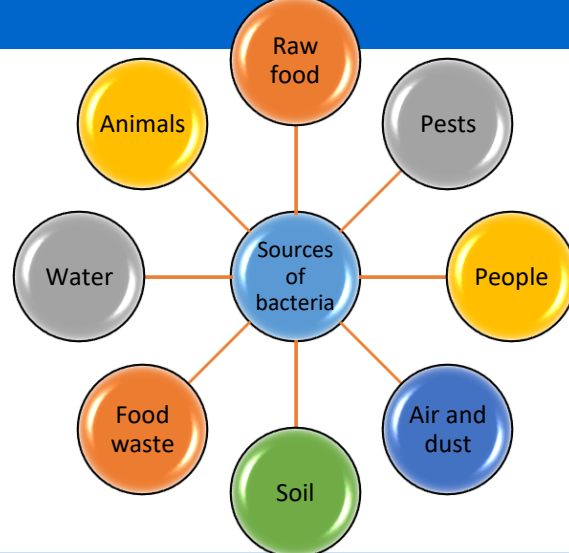 Raw
food
Animals
Pests
Sources
of
bacteria
Water
People
Food
waste
Air and
dust
Soil